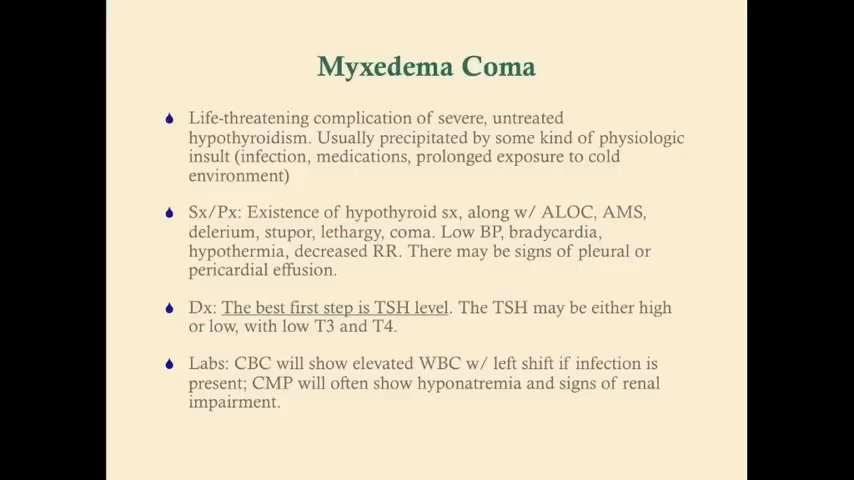 Myxedema Coma
Life-threatening complication of severe, untreated
hypothyroidism. Usually precipitated by some kind of physiologic
insult (infection, medications, prolonged exposure to cold
environment)
Sx/Px: Existence of hypothyroid sx, along w/ ALOC, AMS,
delerium, stupor, lethargy, coma. Low BP, bradycardia,
hypothermia, decreased RR. There may be signs of pleural or
pericardial effusion.
Dx: The best first step is TSH level. The TSH may be either high
or low, with low T3 and T4.
Labs: CBC will show elevated WBC w/ left shift if infection is
present; CMP will often show hyponatremia and signs of renal
impairment.